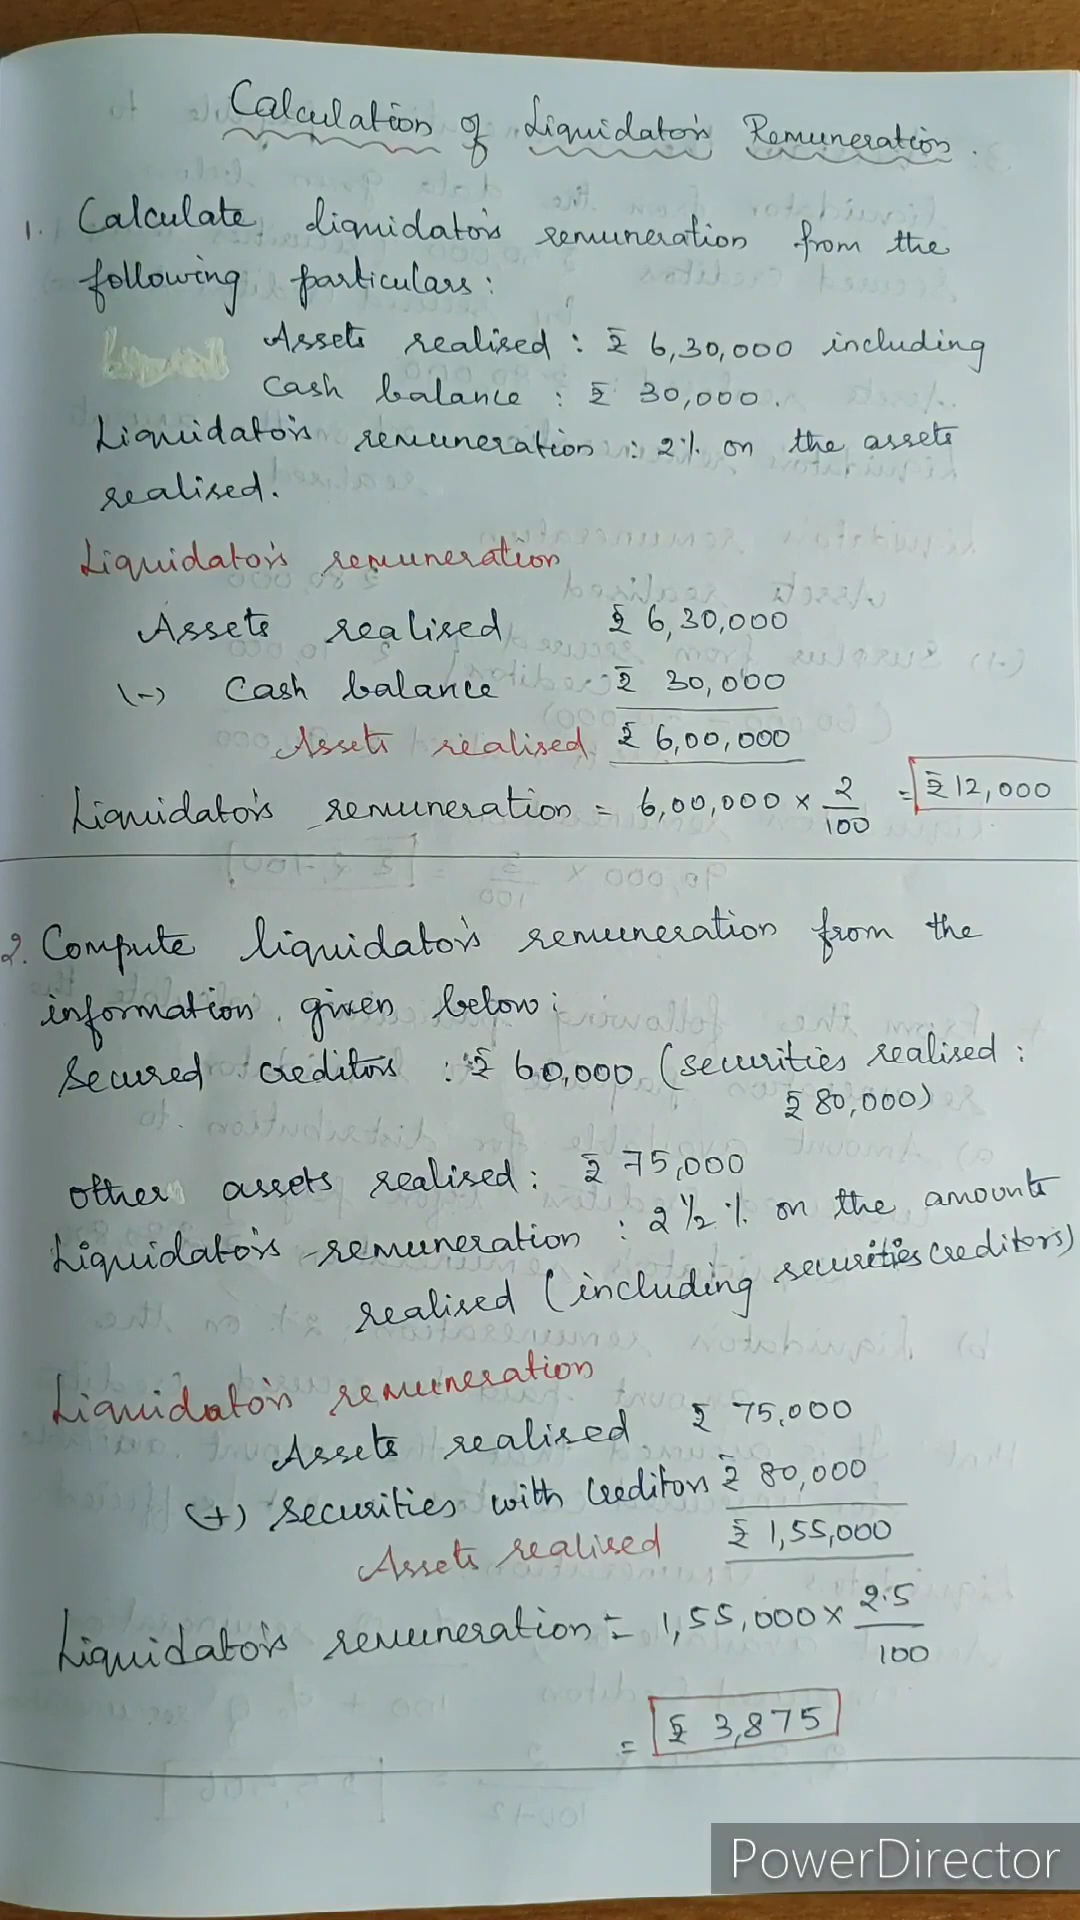 Calculation of Liquidator's Remuneration.
1. Calculate liquidator's remuneration from the
following particulars:
Assets realised : ₹ 6,30,000 including
Cash balance : ₹ 30,000.
Liquidator's remuneration : 2% on the assets
realised.
Liquidator's remuneration
Assets realised ₹ 6,30,000
(-) Cash balance ₹ 30,000
Assets realised ₹ 6,00,000
Liquidator's remuneration = 6,00,000 × 2/100 = ₹ 12,000
2. Compute liquidator's remuneration from the
information given below:
Secured creditors : ₹ 60,000 (securities realised :
₹ 80,000)
other assets realised : ₹ 75,000
Liquidator's remuneration : 2 1/2 % on the amounts
realised (including securities creditors)
Liquidator's remuneration
Assets realised ₹ 75,000
(+) Securities with Creditors ₹ 80,000
Assets realised ₹ 1,55,000
Liquidator's remuneration = 1,55,000 × 2.5/100
= ₹ 3,875
PowerDirector